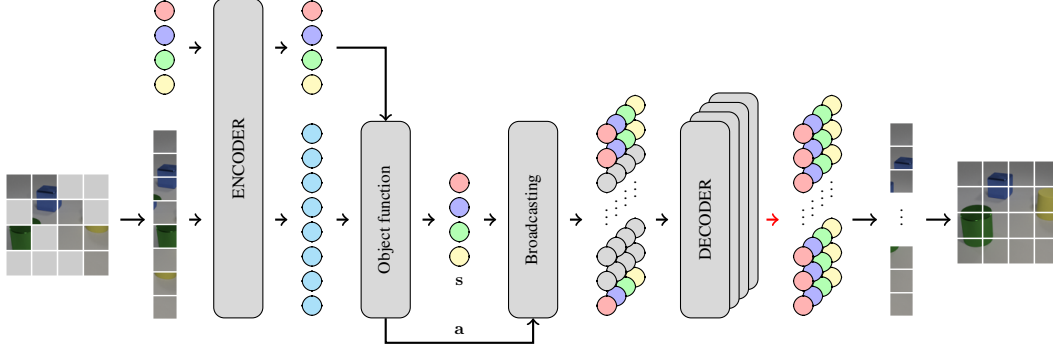 ENCODER
Object function
s
a
Broadcasting
DECODER